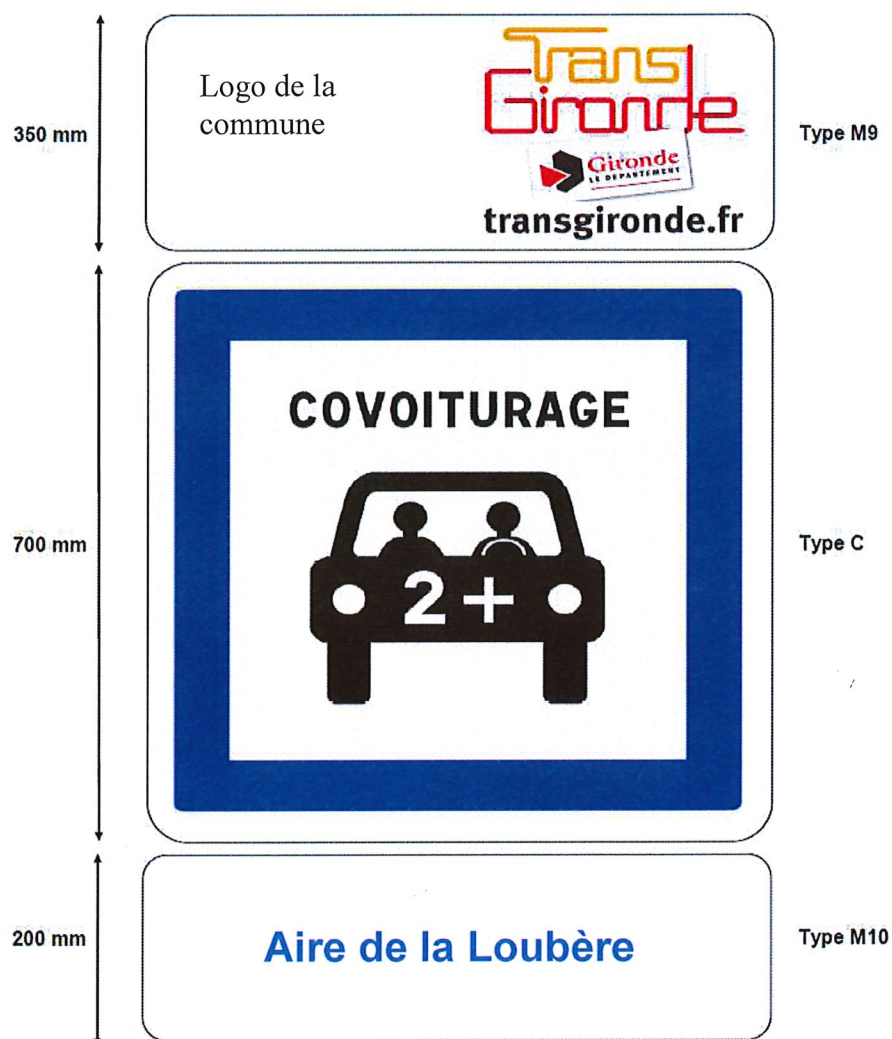 Logo de la
commune
Trans
Gironde
Gironde
LE DEPARTEMENT
transgironde.fr
350 mm
Type M9
COVOITURAGE
2+
700 mm
Type C
Aire de la Loubère
200 mm
Type M10